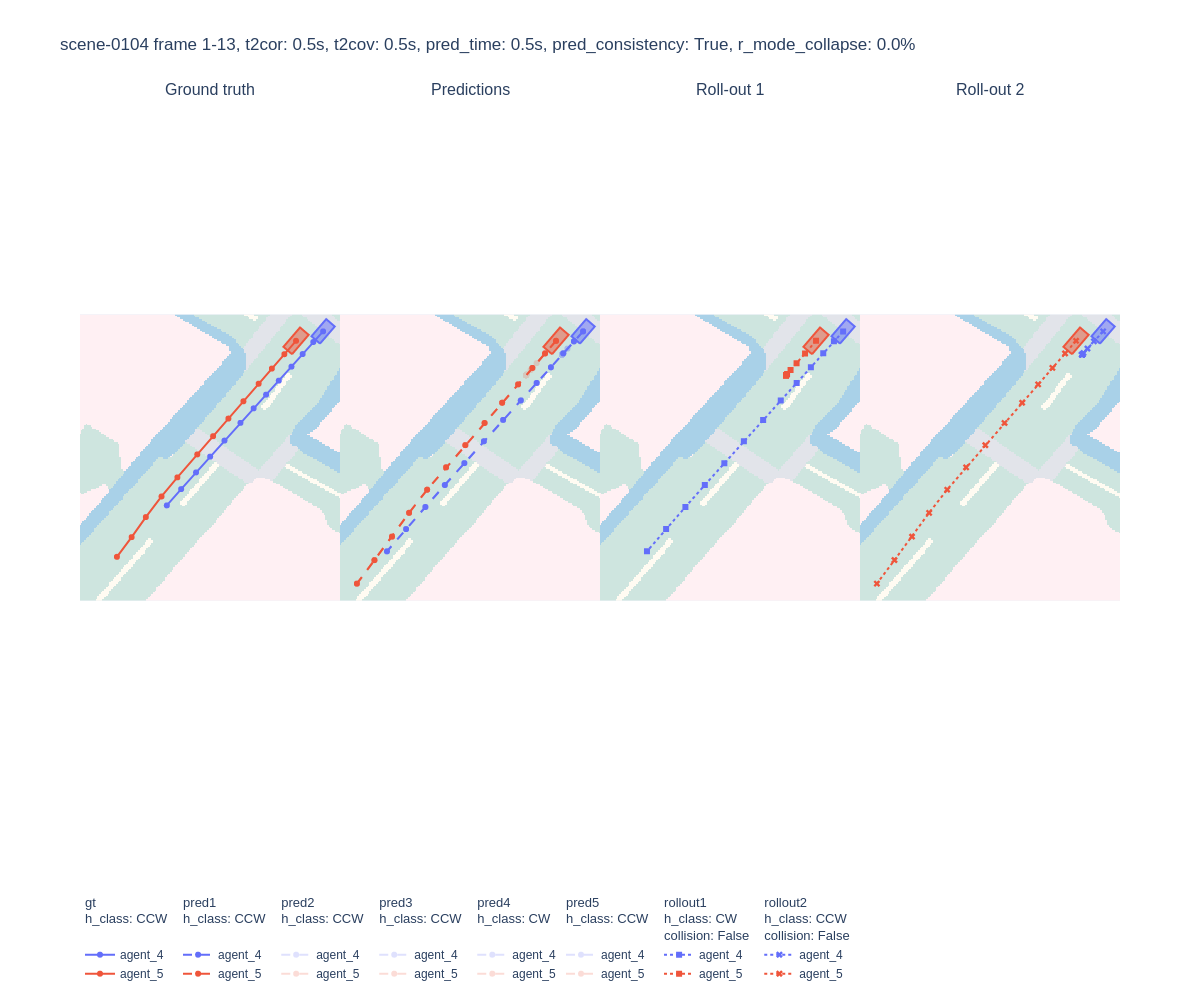 scene-0104 frame 1-13, t2cor: 0.5s, t2cov: 0.5s, pred_time: 0.5s, pred_consistency: True, r_mode_collapse: 0.0%
Ground truth Predictions Roll-out 1 Roll-out 2
gt pred1 pred2 pred3 pred4 pred5 rollout1 rollout2
h_class: CCW h_class: CCW h_class: CCW h_class: CCW h_class: CW h_class: CCW h_class: CW h_class: CCW
collision: False collision: False
agent_4 agent_4 agent_4 agent_4 agent_4 agent_4 agent_4 agent_4
agent_5 agent_5 agent_5 agent_5 agent_5 agent_5 agent_5 agent_5